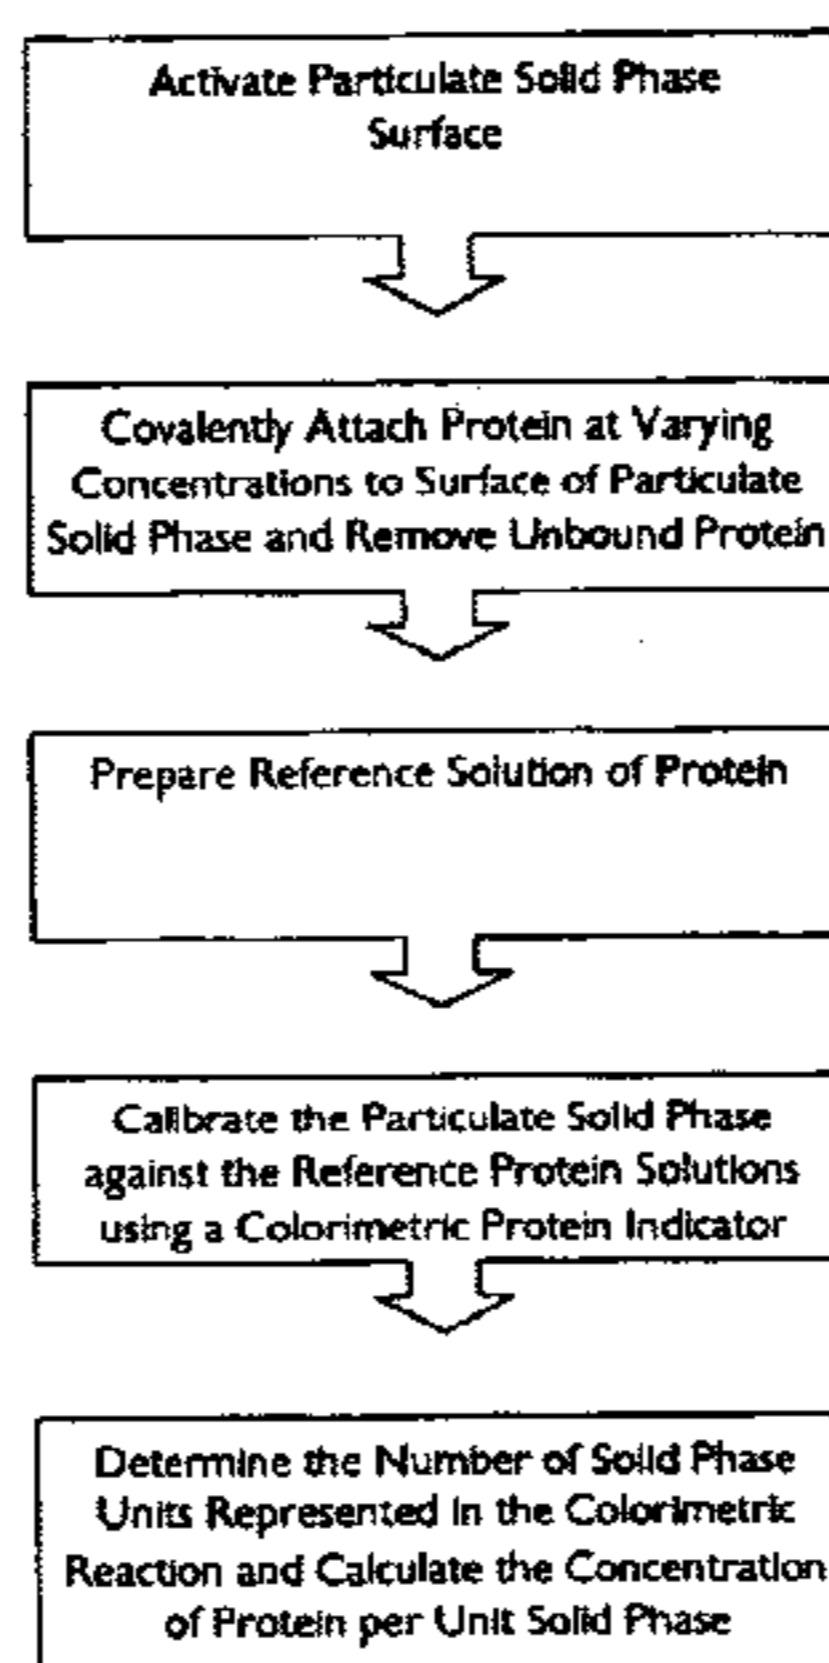 Activate Particulate Solid Phase
Surface
Covalently Attach Protein at Varying
Concentrations to Surface of Particulate
Solid Phase and Remove Unbound Protein
Prepare Reference Solution of Protein
Calibrate the Particulate Solid Phase
against the Reference Protein Solutions
using a Colorimetric Protein Indicator
Determine the Number of Solid Phase
Units Represented in the Colorimetric
Reaction and Calculate the Concentration
of Protein per Unit Solid Phase